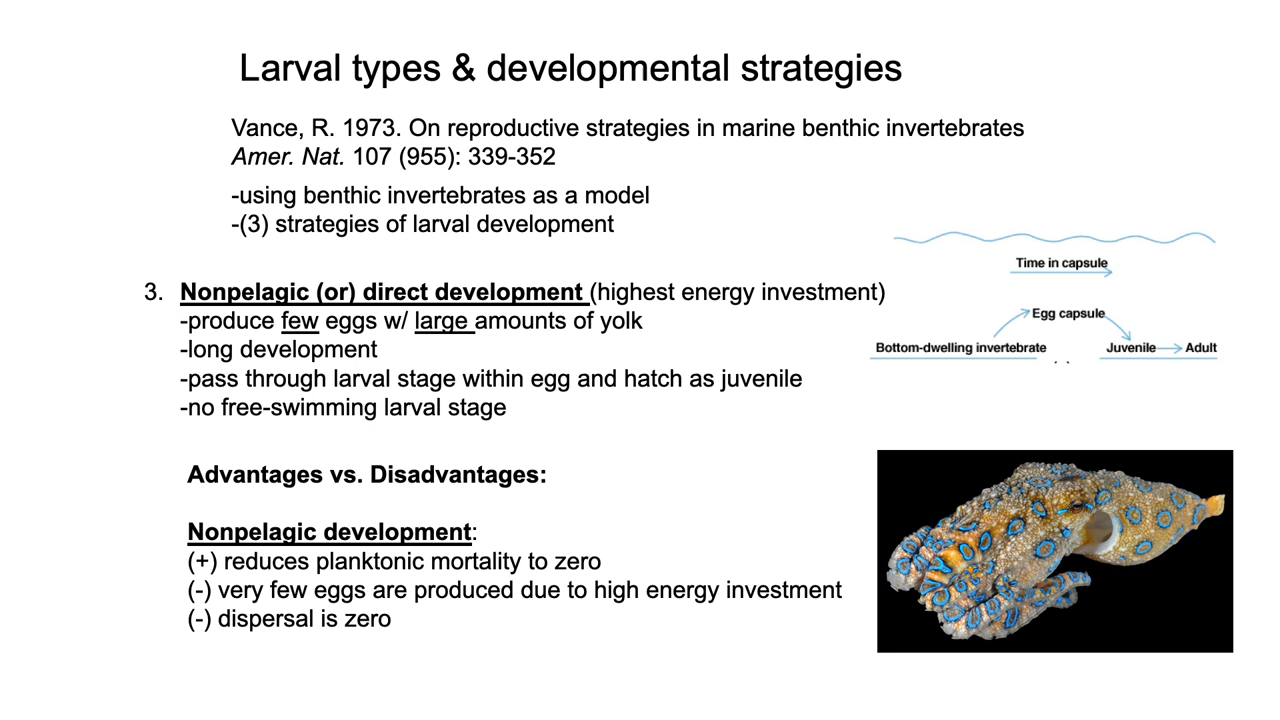 Larval types & developmental strategies
Vance, R. 1973. On reproductive strategies in marine benthic invertebrates
Amer. Nat. 107 (955): 339-352
-using benthic invertebrates as a model
-(3) strategies of larval development
Time in capsule
3. Nonpelagic (or) direct development (highest energy investment)
-produce few eggs w/ large amounts of yolk
-long development
-pass through larval stage within egg and hatch as juvenile
-no free-swimming larval stage
Egg capsule
Bottom-dwelling invertebrate
Juvenile
Adult
Advantages vs. Disadvantages:
Nonpelagic development:
(+) reduces planktonic mortality to zero
(-) very few eggs are produced due to high energy investment
(-) dispersal is zero